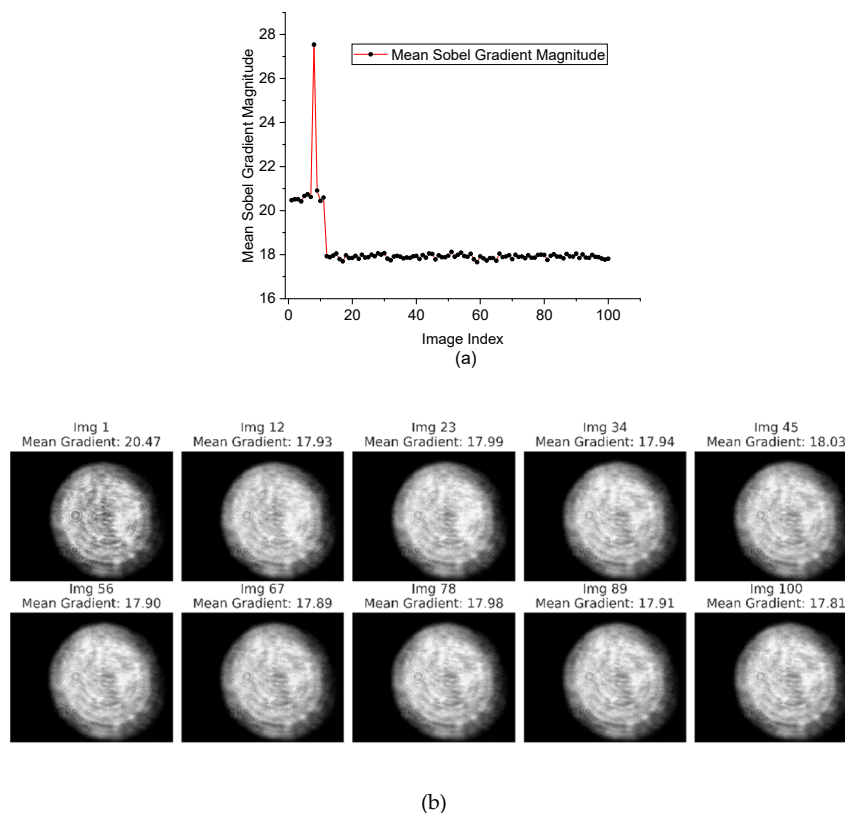 Mean Sobel Gradient Magnitude
28
26
24
22
20
18
16
Mean Sobel Gradient Magnitude
0 20 40 60 80 100
Image Index
(a)
Img 1 Img 12 Img 23 Img 34 Img 45
Mean Gradient: 20.47 Mean Gradient: 17.93 Mean Gradient: 17.99 Mean Gradient: 17.94 Mean Gradient: 18.03
Img 56 Img 67 Img 78 Img 89 Img 100
Mean Gradient: 17.90 Mean Gradient: 17.89 Mean Gradient: 17.98 Mean Gradient: 17.91 Mean Gradient: 17.81
(b)